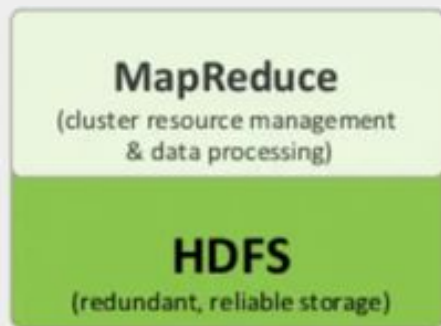 MapReduce
(cluster resource management
& data processing)
HDFS
(redundant, reliable storage)